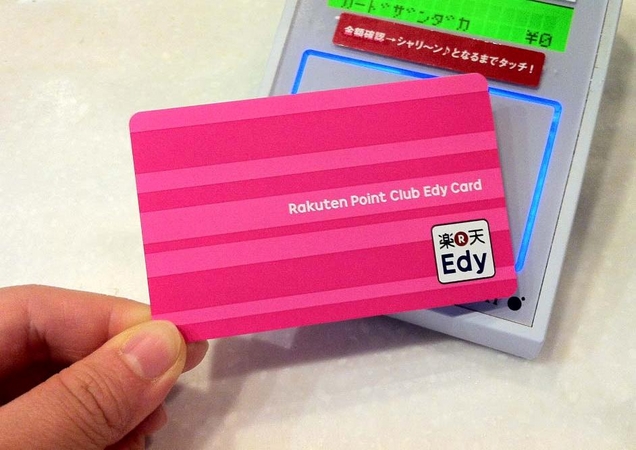 カード ザンダカ
¥0
金額確認→シャリ〜ン♪となるまでタッチ!
Rakuten Point Club Edy Card
楽R天
Edy